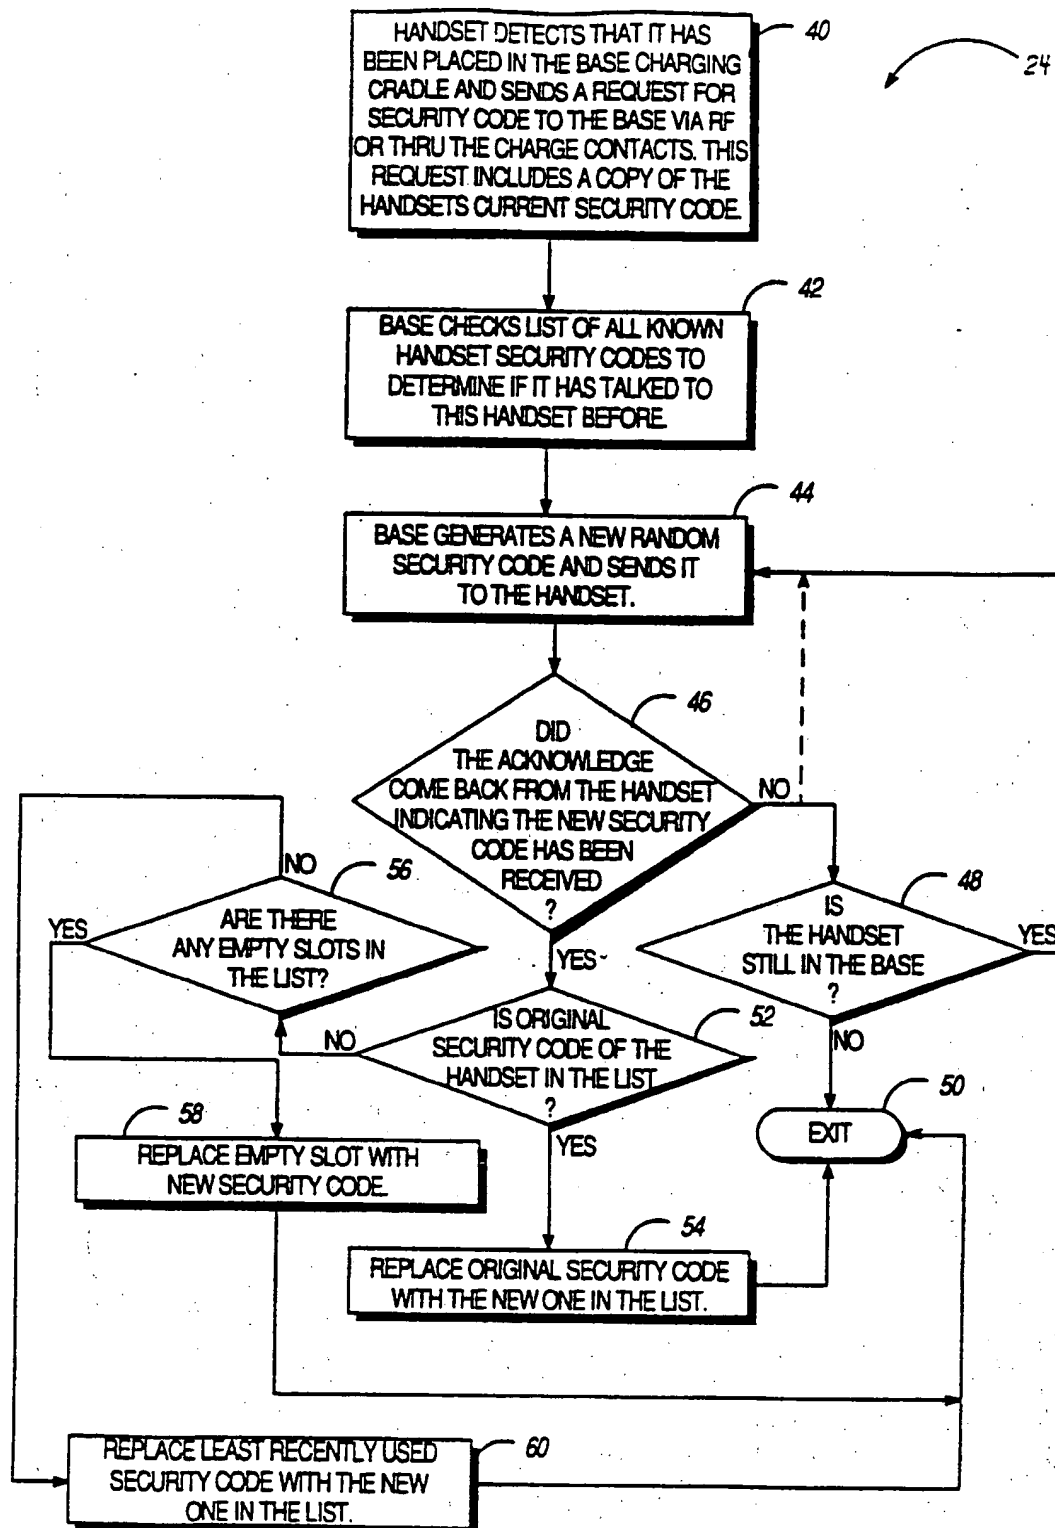 HANDSET DETECTS THAT IT HAS
BEEN PLACED IN THE BASE CHARGING
CRADLE AND SENDS A REQUEST FOR
SECURITY CODE TO THE BASE VIA RF
OR THRU THE CHARGE CONTACTS. THIS
REQUEST INCLUDES A COPY OF THE
HANDSETS CURRENT SECURITY CODE.
40
24
42
BASE CHECKS LIST OF ALL KNOWN
HANDSET SECURITY CODES TO
DETERMINE IF IT HAS TALKED TO
THIS HANDSET BEFORE.
44
BASE GENERATES A NEW RANDOM
SECURITY CODE AND SENDS IT
TO THE HANDSET.
46
DID
THE ACKNOWLEDGE
COME BACK FROM THE HANDSET
INDICATING THE NEW SECURITY
CODE HAS BEEN
RECEIVED
?
NO
YES
48
IS
THE HANDSET
STILL IN THE BASE
?
YES
NO
50
EXIT
52
IS ORIGINAL
SECURITY CODE OF THE
HANDSET IN THE LIST
?
NO
YES
54
REPLACE ORIGINAL SECURITY CODE
WITH THE NEW ONE IN THE LIST.
56
NO
YES
ARE THERE
ANY EMPTY SLOTS IN
THE LIST?
58
REPLACE EMPTY SLOT WITH
NEW SECURITY CODE.
60
REPLACE LEAST RECENTLY USED
SECURITY CODE WITH THE NEW
ONE IN THE LIST.